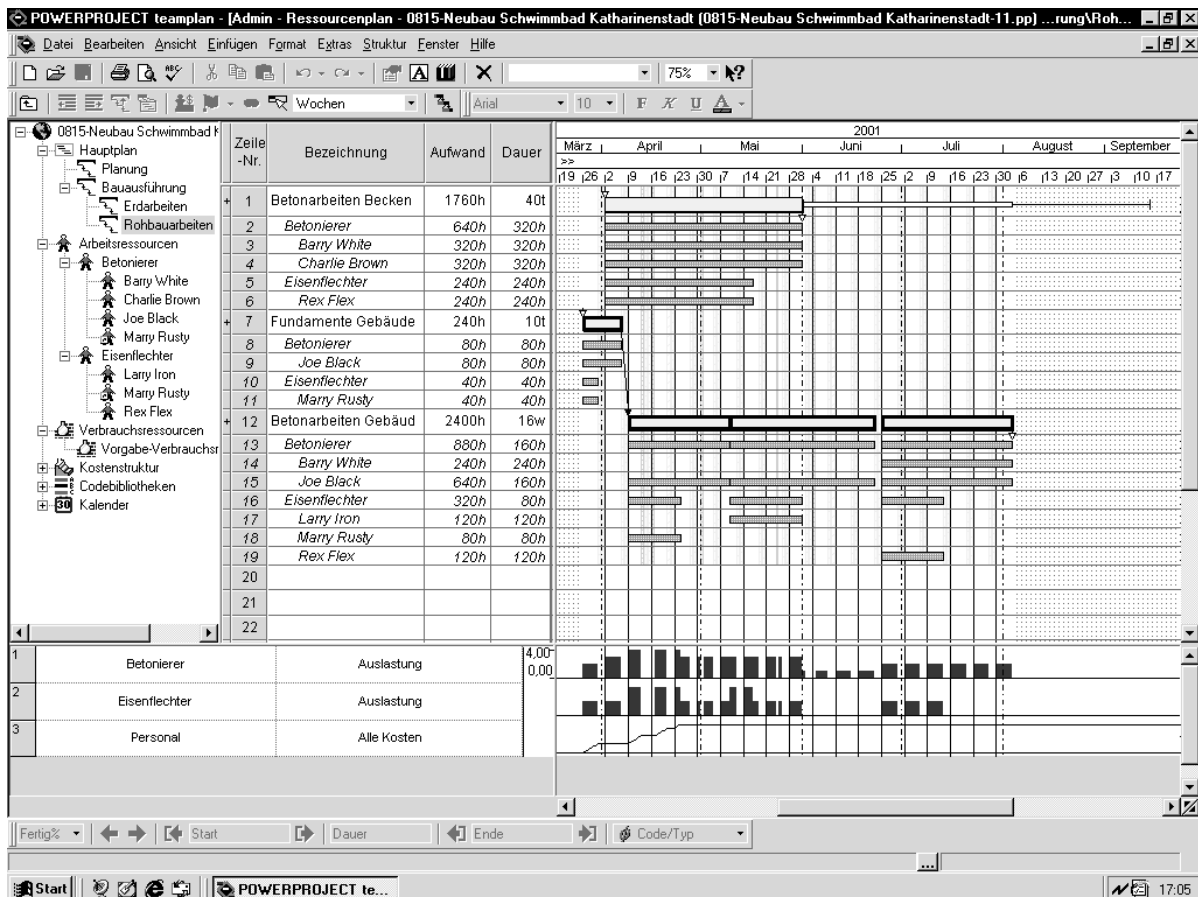 POWERPROJECT teamplan - [Admin - Ressourcenplan - 0815-Neubau Schwimmbad Katharinenstadt (0815-Neubau Schwimmbad Katharinenstadt-11.pp) ...rung\Roh...
Datei Bearbeiten Ansicht Einfügen Format Extras Struktur Fenster Hilfe
75%
Wochen Arial 10 F K U A
0815-Neubau Schwimmbad K
Hauptplan
Planung
Bauausführung
Erdarbeiten
Rohbauarbeiten
Arbeitsressourcen
Betonierer
Barry White
Charlie Brown
Joe Black
Marry Rusty
Eisenflechter
Larry Iron
Marry Rusty
Rex Flex
Verbrauchsressourcen
Vorgabe-Verbrauchsr
Kostenstruktur
Codebibliotheken
30 Kalender
Zeile -Nr. Bezeichnung Aufwand Dauer
2001
März April Mai Juni Juli August September
>>
19 26 2 9 16 23 30 7 14 21 28 4 11 18 25 2 9 16 23 30 6 13 20 27 3 10 17
+ 1 Betonarbeiten Becken 1760h 40t
2 Betonierer 640h 320h
3 Barry White 320h 320h
4 Charlie Brown 320h 320h
5 Eisenflechter 240h 240h
6 Rex Flex 240h 240h
+ 7 Fundamente Gebäude 240h 10t
8 Betonierer 80h 80h
9 Joe Black 80h 80h
10 Eisenflechter 40h 40h
11 Marry Rusty 40h 40h
+ 12 Betonarbeiten Gebäud 2400h 16w
13 Betonierer 880h 160h
14 Barry White 240h 240h
15 Joe Black 640h 160h
16 Eisenflechter 320h 80h
17 Larry Iron 120h 120h
18 Marry Rusty 80h 80h
19 Rex Flex 120h 120h
20
21
22
1 Betonierer Auslastung 4,00
0,00
2 Eisenflechter Auslastung
3 Personal Alle Kosten
Fertig% Start Dauer Ende Code/Typ
...
Start POWERPROJECT te... 17:05